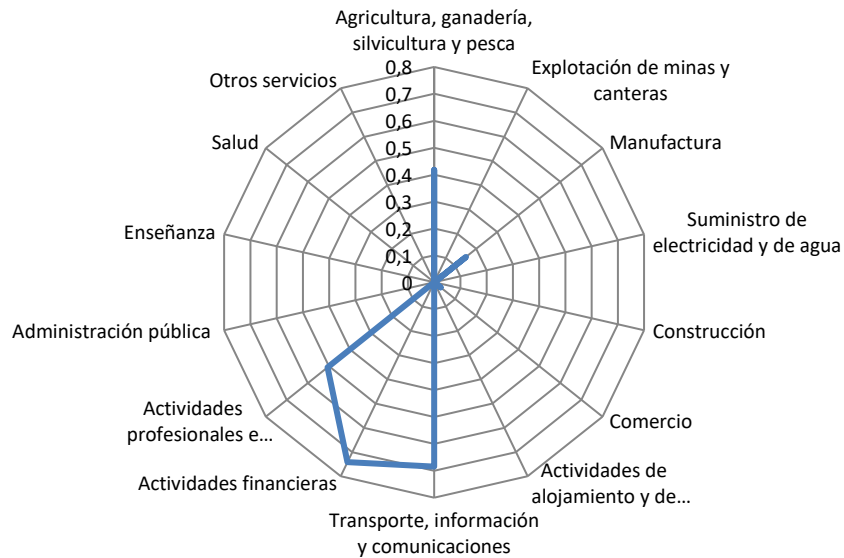 Agricultura, ganadería,
silvicultura y pesca
Explotación de minas y
canteras
Manufactura
Suministro de
electricidad y de agua
Construcción
Comercio
Actividades de
alojamiento y de...
Transporte, información
y comunicaciones
Actividades financieras
Actividades
profesionales e...
Administración pública
Enseñanza
Salud
Otros servicios
0,8
0,7
0,6
0,5
0,4
0,3
0,2
0,1
0